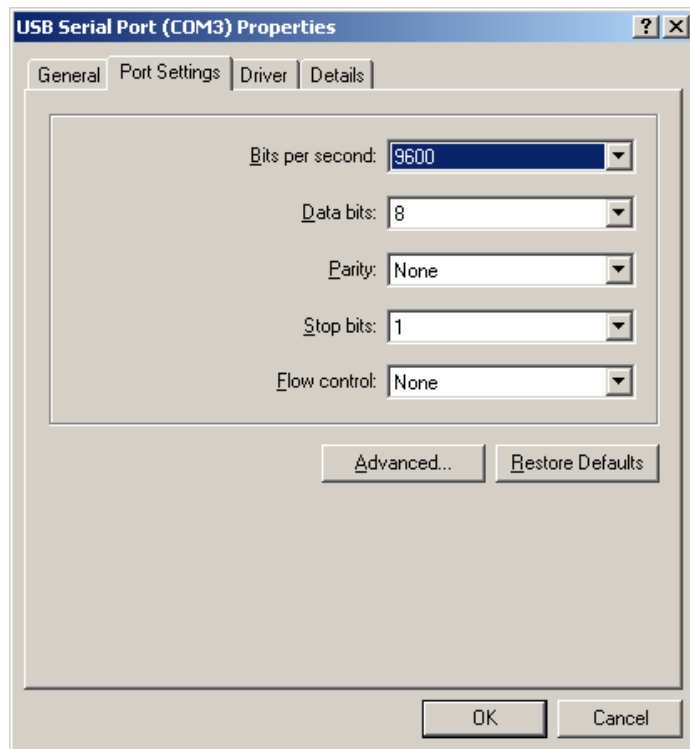 USB Serial Port (COM3) Properties
General Port Settings Driver Details
Bits per second: 9600
Data bits: 8
Parity: None
Stop bits: 1
Flow control: None
Advanced... Restore Defaults
OK Cancel